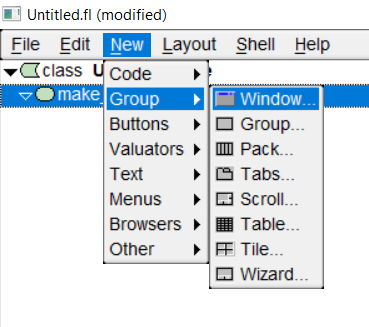 Untitled.fl (modified)
File Edit New Layout Shell Help
class U e
make_
Code
Group
Buttons
Valuators
Text
Menus
Browsers
Other
Window...
Group...
Pack...
Tabs...
Scroll...
Table...
Tile...
Wizard...